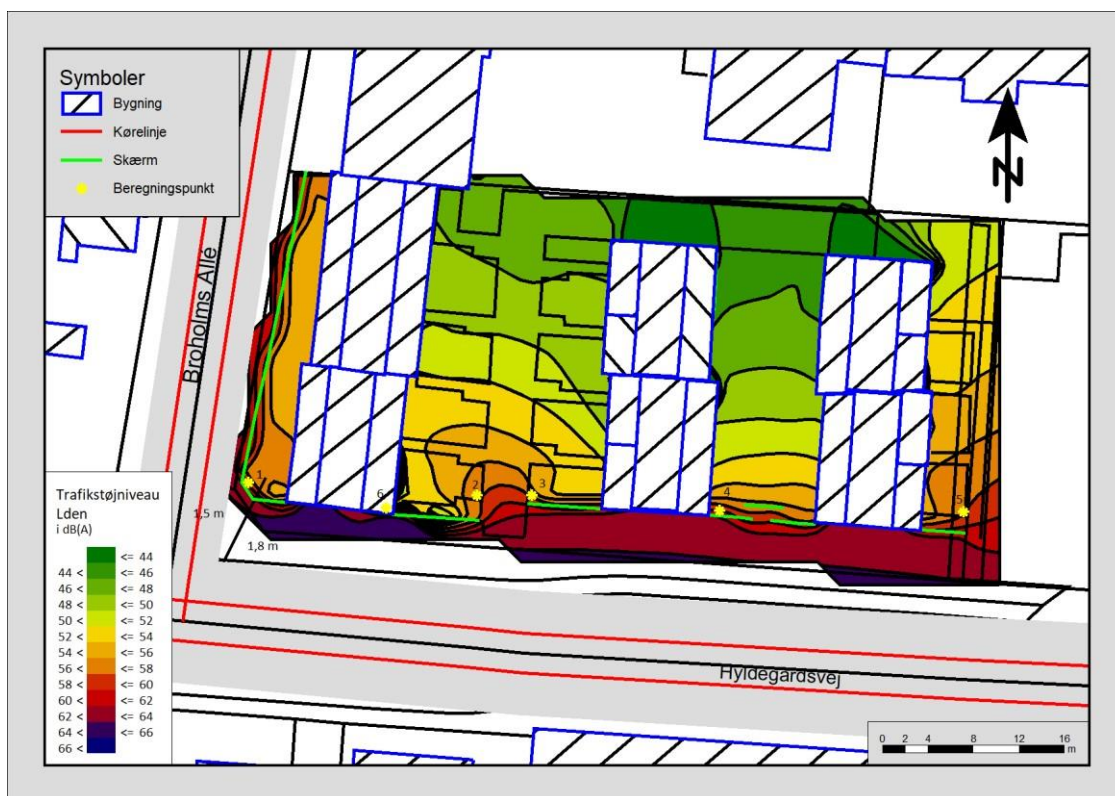 Symboler
Bygning
Kørelinje
Skærm
Beregningspunkt
N
Broholms Alle
1
2
3
4
5
6
1,5 m
1,8 m
Hyldegårdsvej
Trafikstøjniveau
Lden
i dB(A)
<= 44
44 < <= 46
46 < <= 48
48 < <= 50
50 < <= 52
52 < <= 54
54 < <= 56
56 < <= 58
58 < <= 60
60 < <= 62
62 < <= 64
64 < <= 66
66 <
0 2 4 8 12 16
m